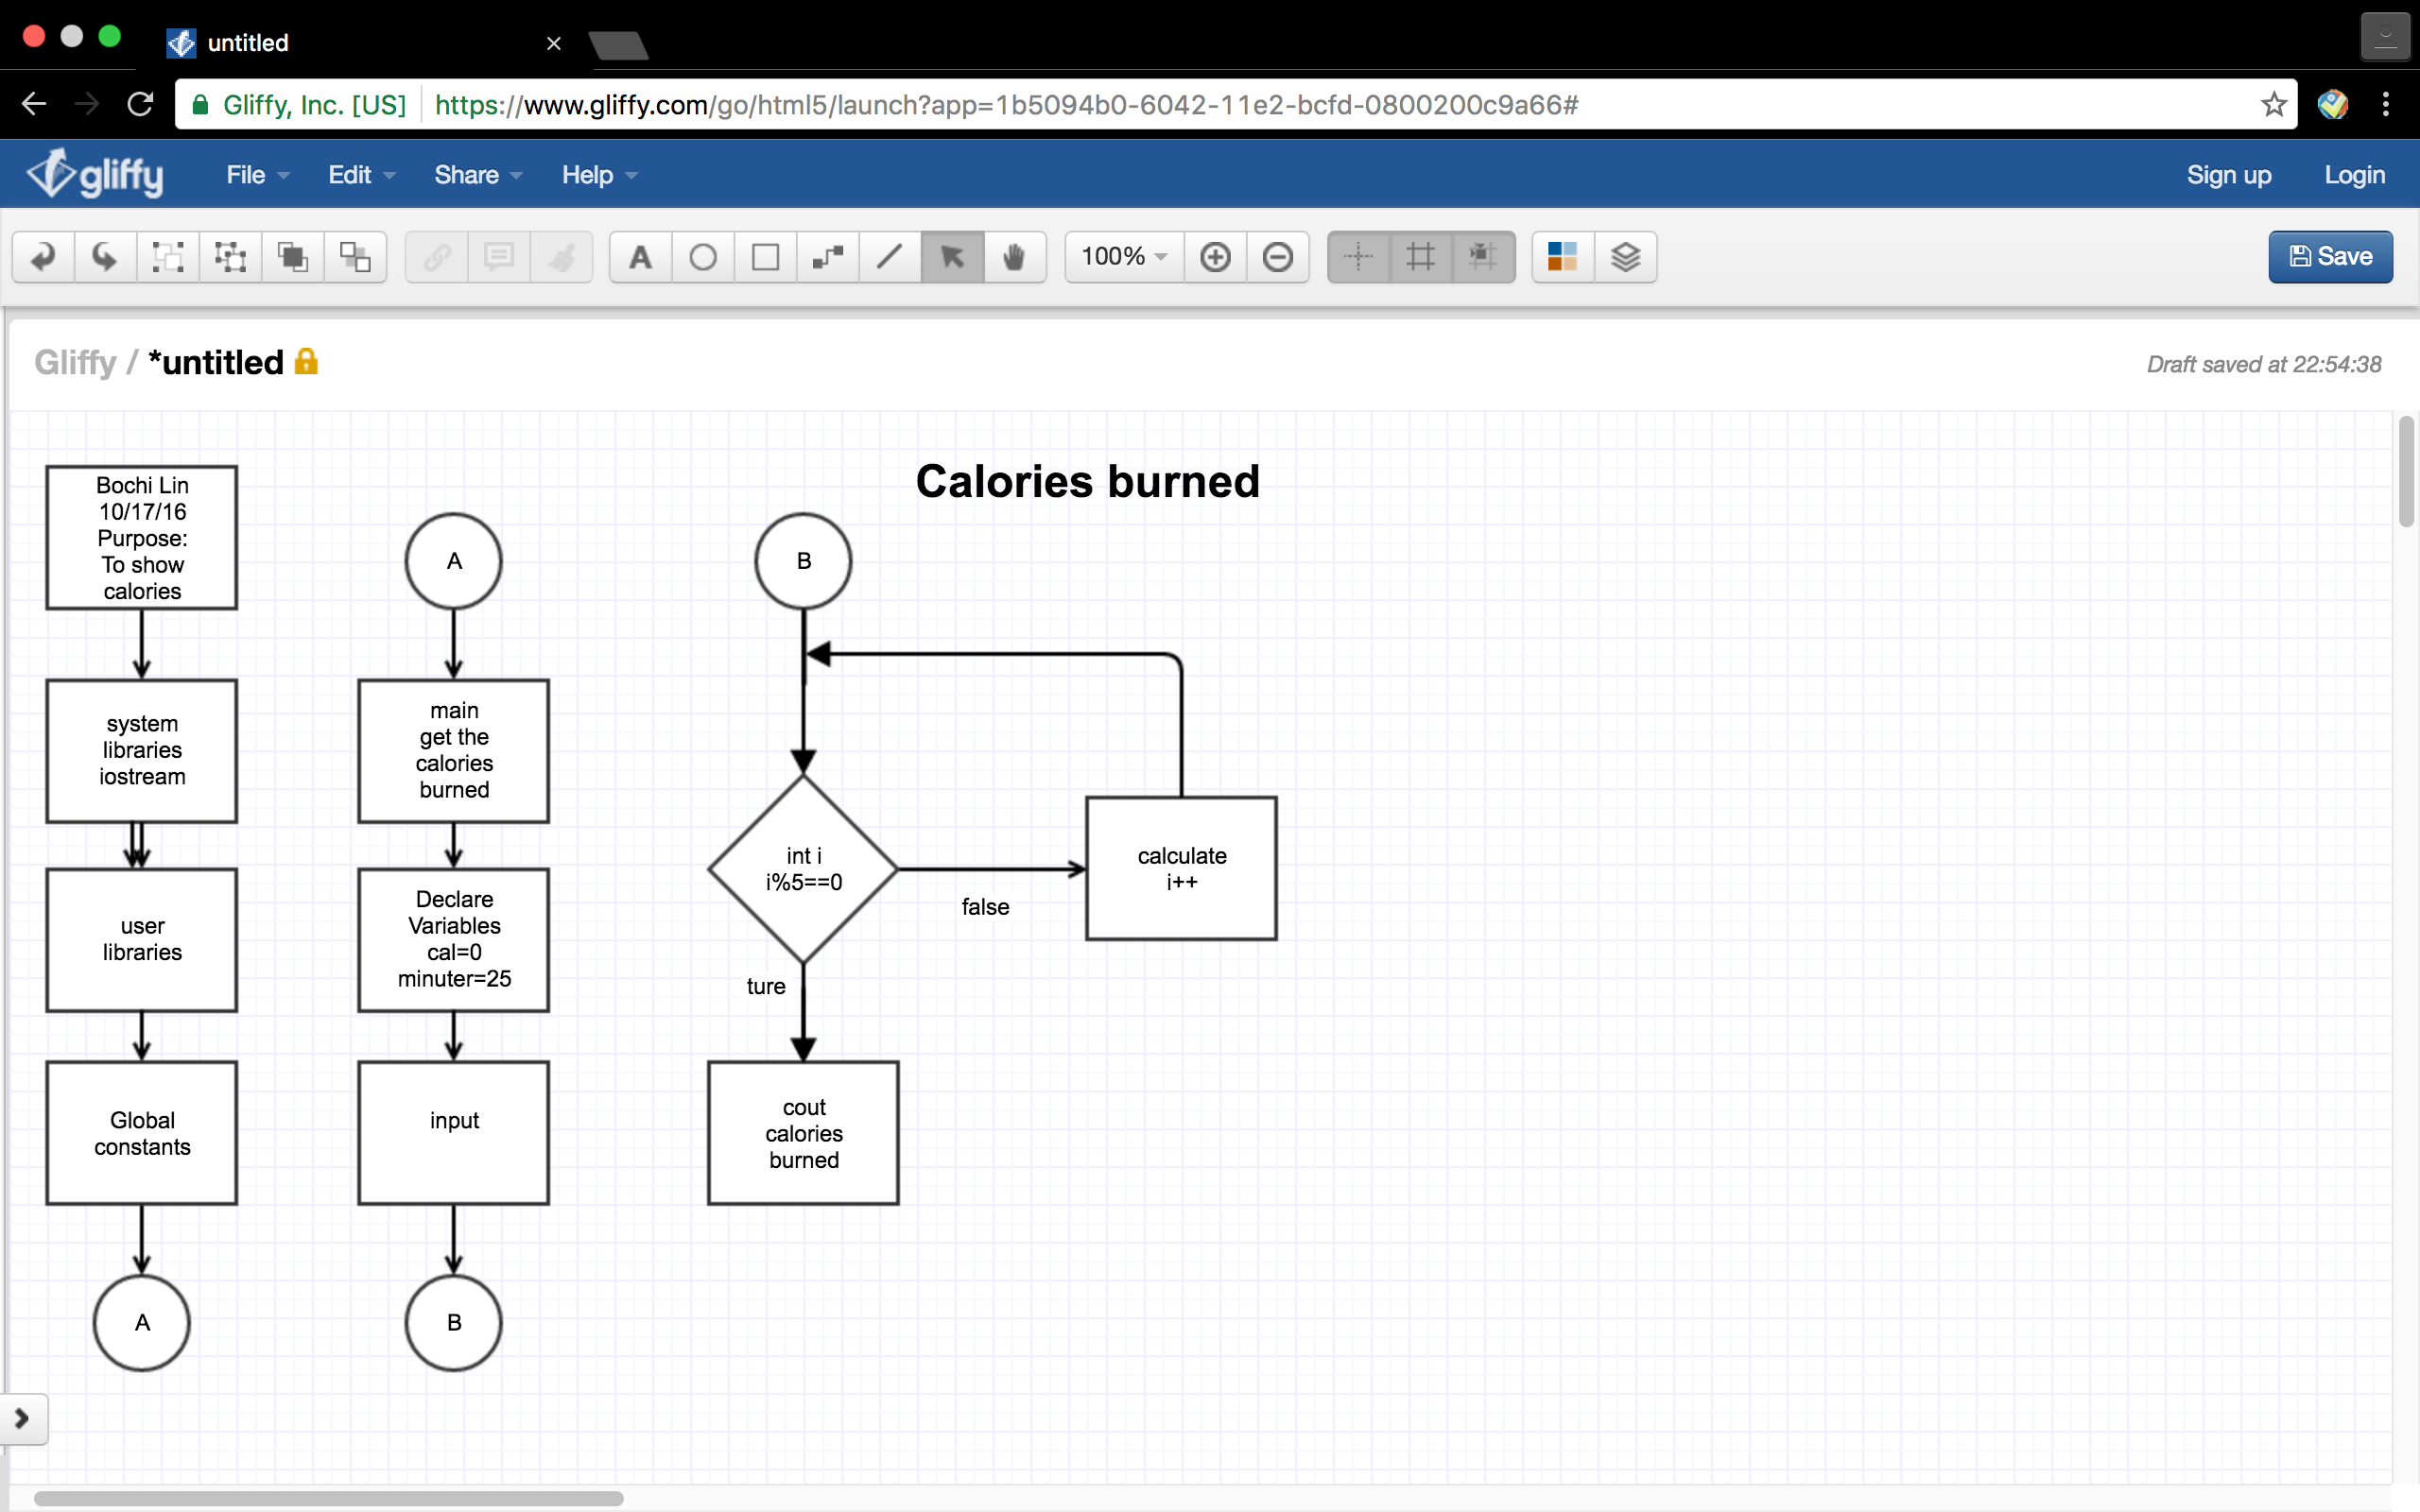 untitled
Gliffy, Inc. [US]
https://www.gliffy.com/go/html5/launch?app=1b5094b0-6042-11e2-bcfd-0800200c9a66#
gliffy
File
Edit
Share
Help
Sign up
Login
A
100%
Save
Gliffy / *untitled
Draft saved at 22:54:38
Calories burned
Bochi Lin
10/17/16
Purpose:
To show
calories
system
libraries
iostream
user
libraries
Global
constants
A
A
main
get the
calories
burned
Declare
Variables
cal=0
minuter=25
input
B
B
int i
i%5==0
false
calculate
i++
ture
cout
calories
burned